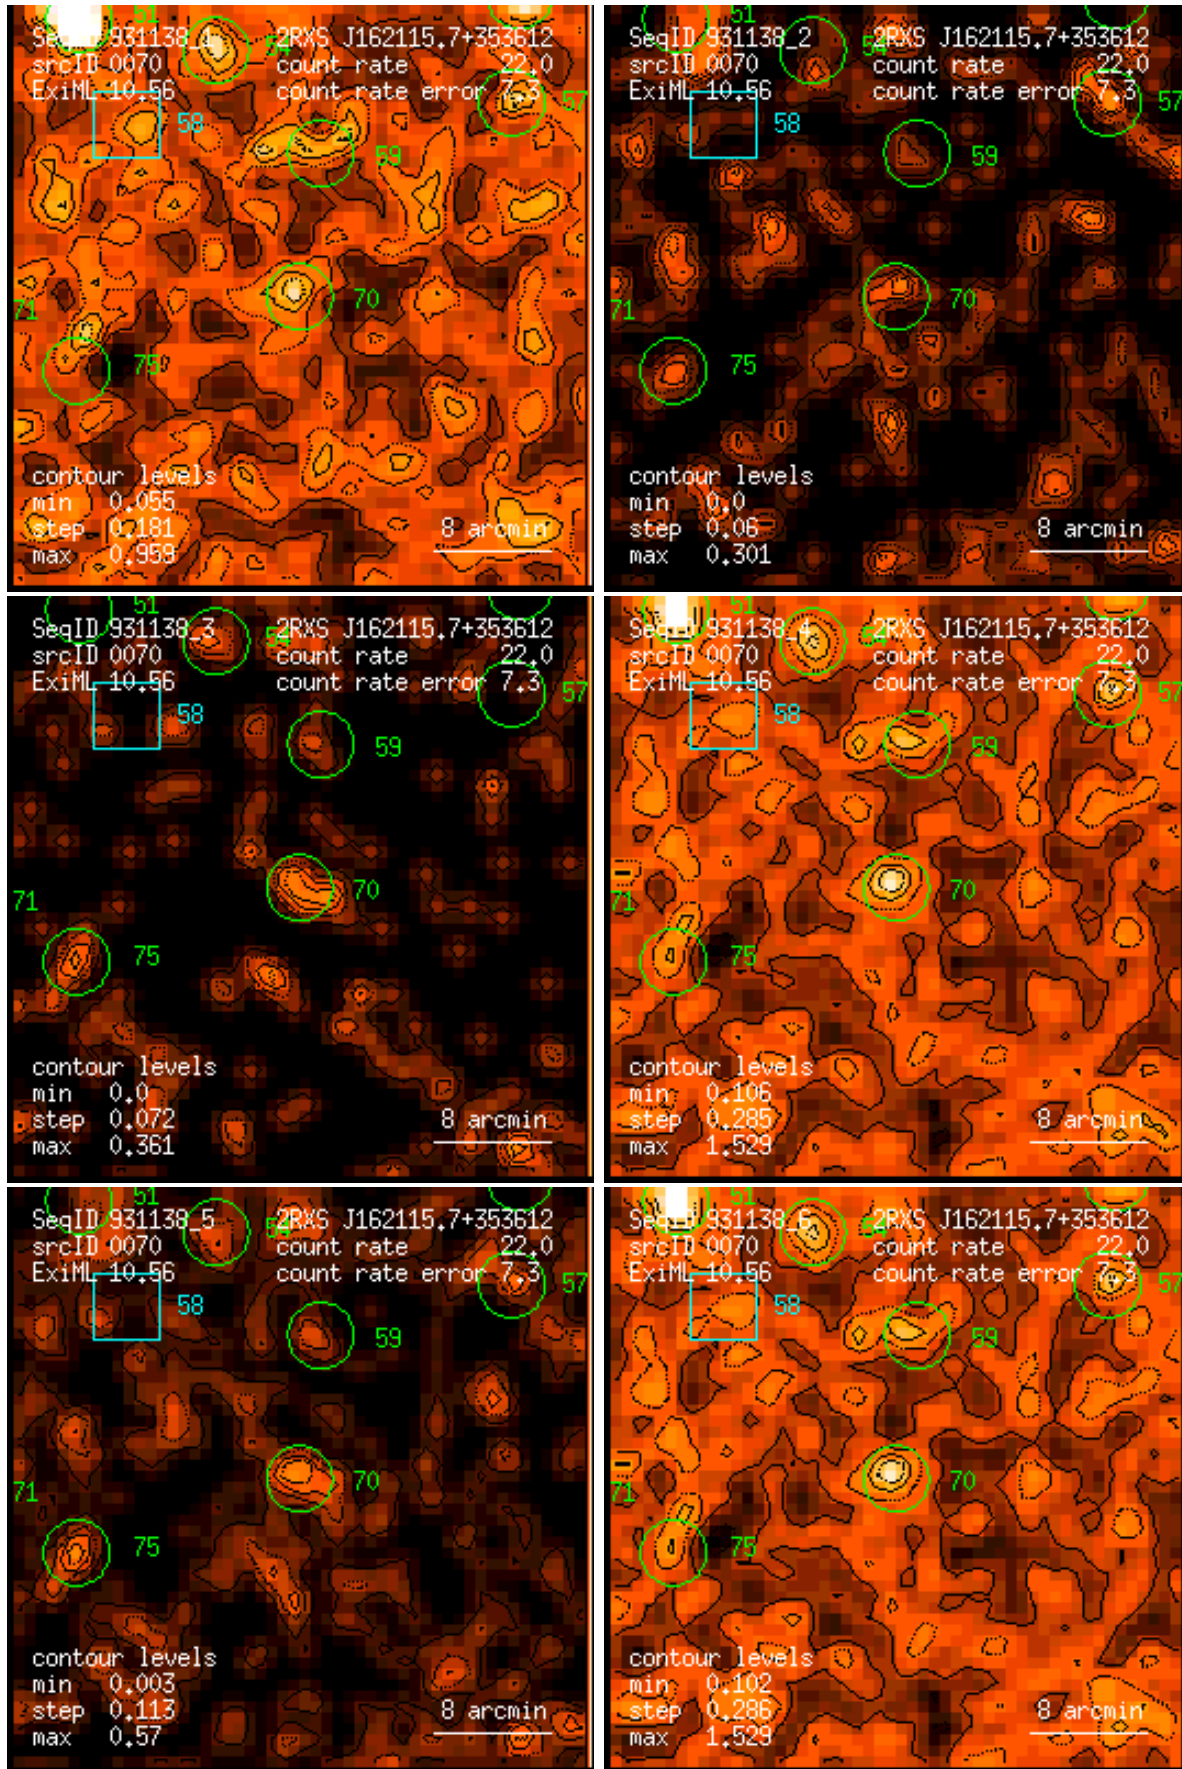 51
SeqID 931138_1 54 2RXS J162115.7+353612
srcID 0070 count rate 22.0
ExiML 10.56 count rate error 7.3 57
58
59
70
71
75
contour levels
min 0.055
step 0.181
max 0.959
8 arcmin
51
SeqID 931138_2 54 2RXS J162115.7+353612
srcID 0070 count rate 22.0
ExiML 10.56 count rate error 7.3 57
58
59
70
71
75
contour levels
min 0.0
step 0.06
max 0.301
8 arcmin
51
SeqID 931138_3 54 2RXS J162115.7+353612
srcID 0070 count rate 22.0
ExiML 10.56 count rate error 7.3 57
58
59
70
71
75
contour levels
min 0.0
step 0.072
max 0.361
8 arcmin
51
SeqID 931138_4 54 2RXS J162115.7+353612
srcID 0070 count rate 22.0
ExiML 10.56 count rate error 7.3 57
58
59
70
71
75
contour levels
min 0.106
step 0.285
max 1.529
8 arcmin
51
SeqID 931138_5 54 2RXS J162115.7+353612
srcID 0070 count rate 22.0
ExiML 10.56 count rate error 7.3 57
58
59
70
71
75
contour levels
min 0.003
step 0.113
max 0.57
8 arcmin
51
SeqID 931138_6 54 2RXS J162115.7+353612
srcID 0070 count rate 22.0
ExiML 10.56 count rate error 7.3 57
58
59
70
71
75
contour levels
min 0.102
step 0.286
max 1.529
8 arcmin